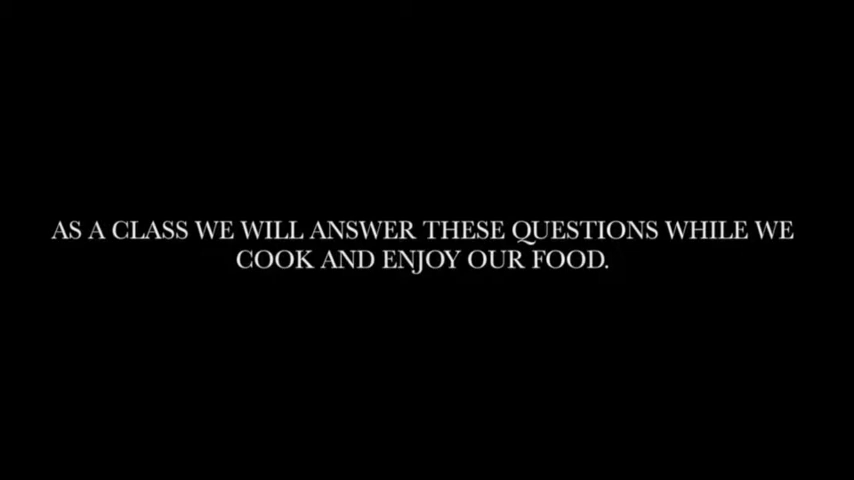 AS A CLASS WE WILL ANSWER THESE QUESTIONS WHILE WE
COOK AND ENJOY OUR FOOD.